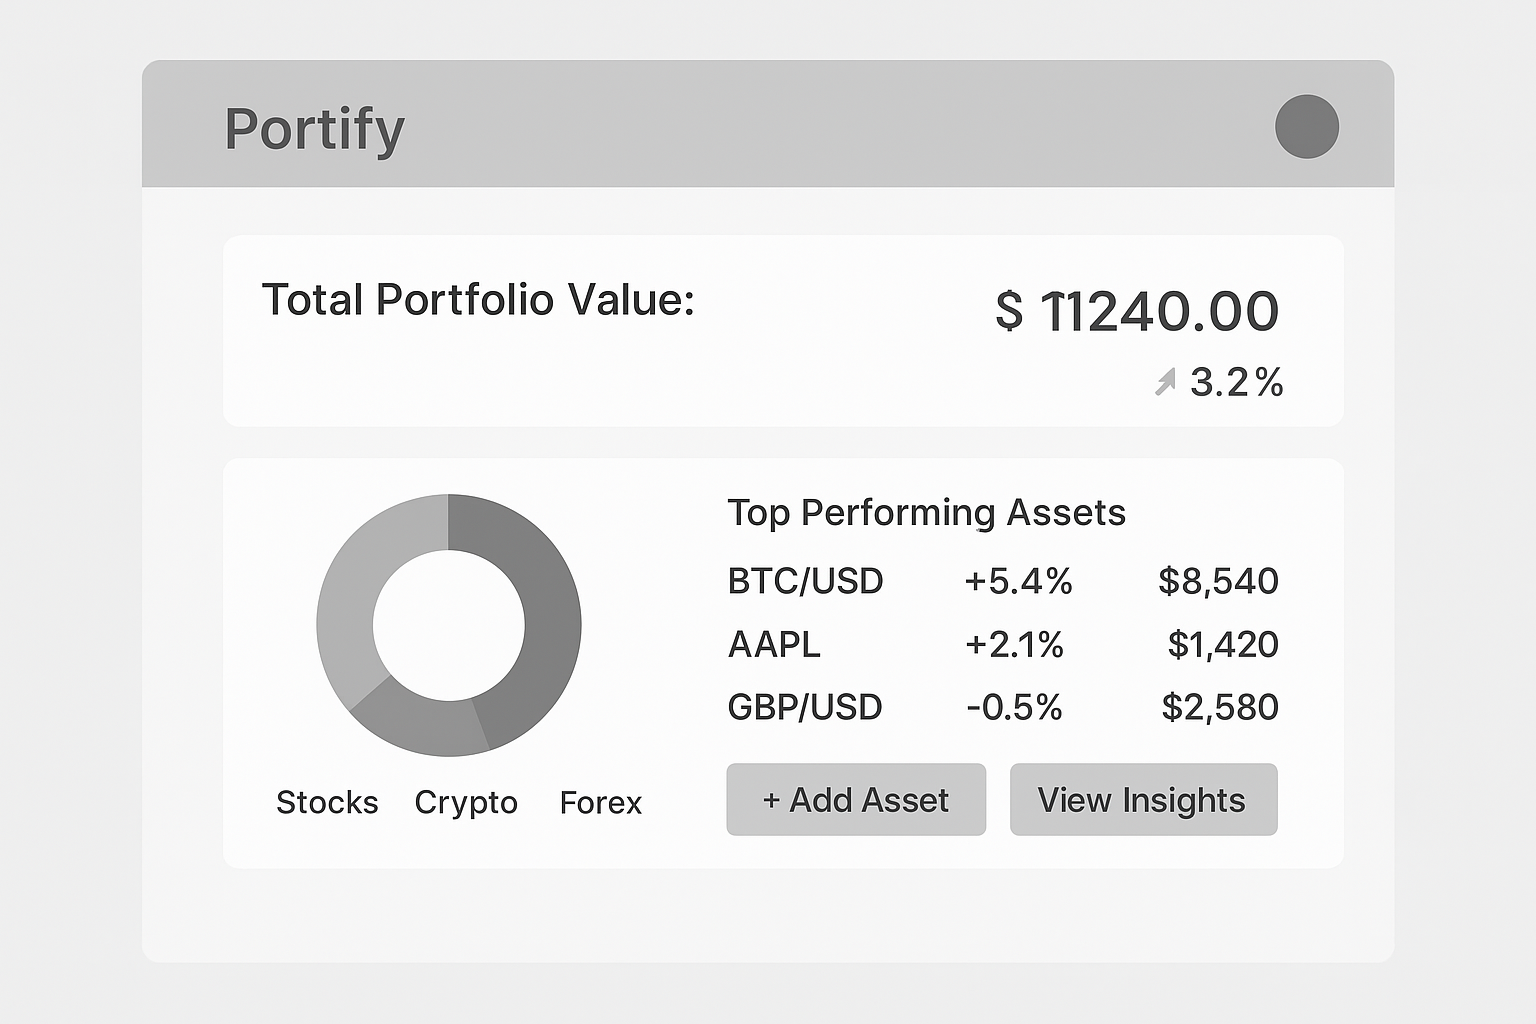 Portify
Total Portfolio Value:
$ 11240.00
3.2%
Top Performing Assets
BTC/USD +5.4% $8,540
AAPL +2.1% $1,420
GBP/USD -0.5% $2,580
Stocks Crypto Forex
+ Add Asset View Insights